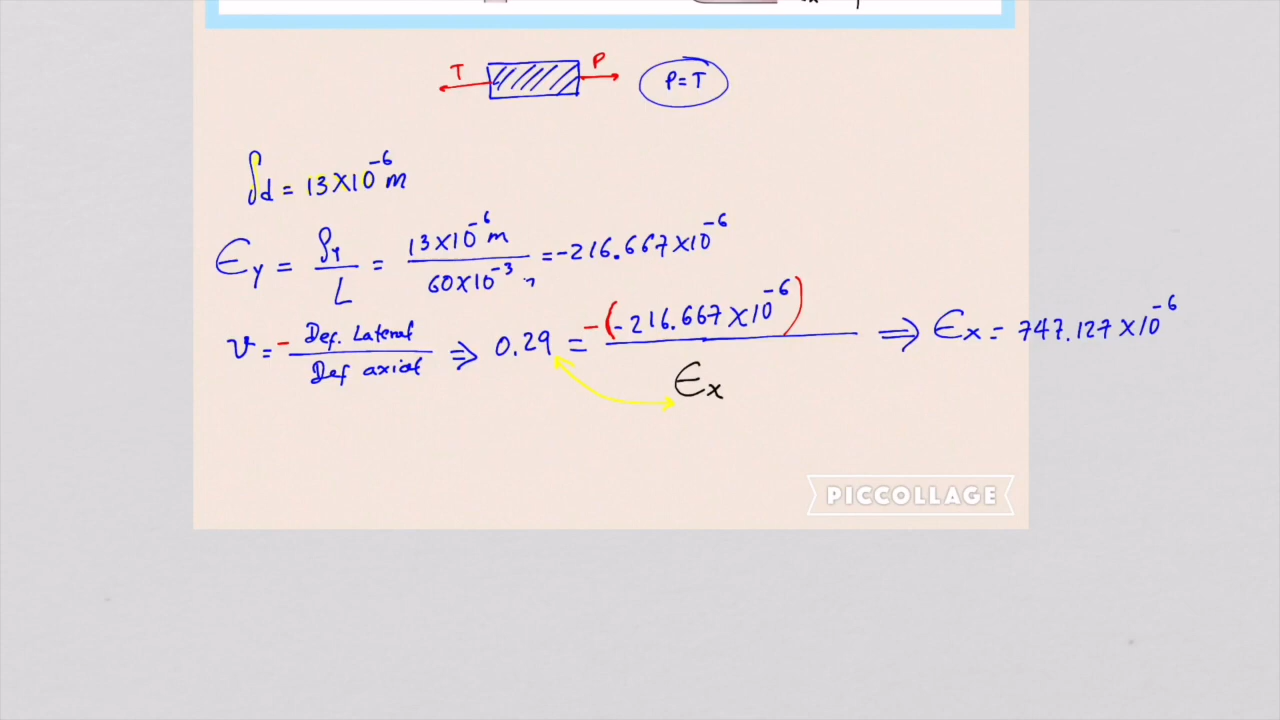 T P P = T
δd = 13×10^-6 m
ϵy = δY / L = 13×10^-6 m / 60×10^-3 = -216.667×10^-6
ν = - Def. Lateral / Def axial ⇒ 0.29 = -(-216.667×10^-6) / ϵx ⇒ ϵx = 747.127×10^-6
PICCOLLAGE